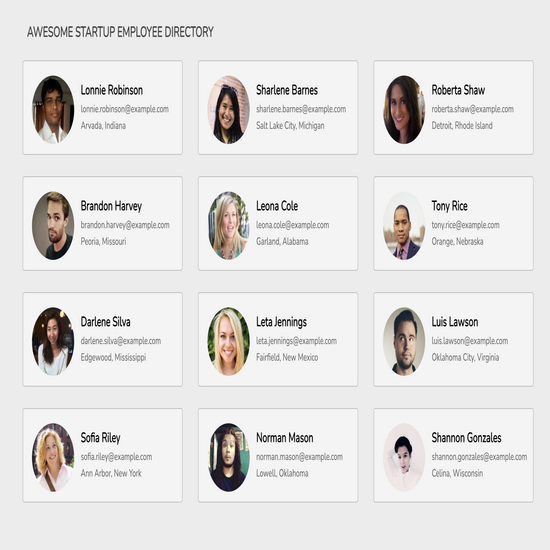 AWESOME STARTUP EMPLOYEE DIRECTORY
Lonnie Robinson
lonnie.robinson@example.com
Arvada, Indiana
Sharlene Barnes
sharlene.barnes@example.com
Salt Lake City, Michigan
Roberta Shaw
roberta.shaw@example.com
Detroit, Rhode Island
Brandon Harvey
brandon.harvey@example.com
Peoria, Missouri
Leona Cole
leona.cole@example.com
Garland, Alabama
Tony Rice
tony.rice@example.com
Orange, Nebraska
Darlene Silva
darlene.silva@example.com
Edgewood, Mississippi
Leta Jennings
leta.jennings@example.com
Fairfield, New Mexico
Luis Lawson
luis.lawson@example.com
Oklahoma City, Virginia
Sofia Riley
sofia.riley@example.com
Ann Arbor, New York
Norman Mason
norman.mason@example.com
Lowell, Oklahoma
Shannon Gonzales
shannon.gonzales@example.com
Celina, Wisconsin